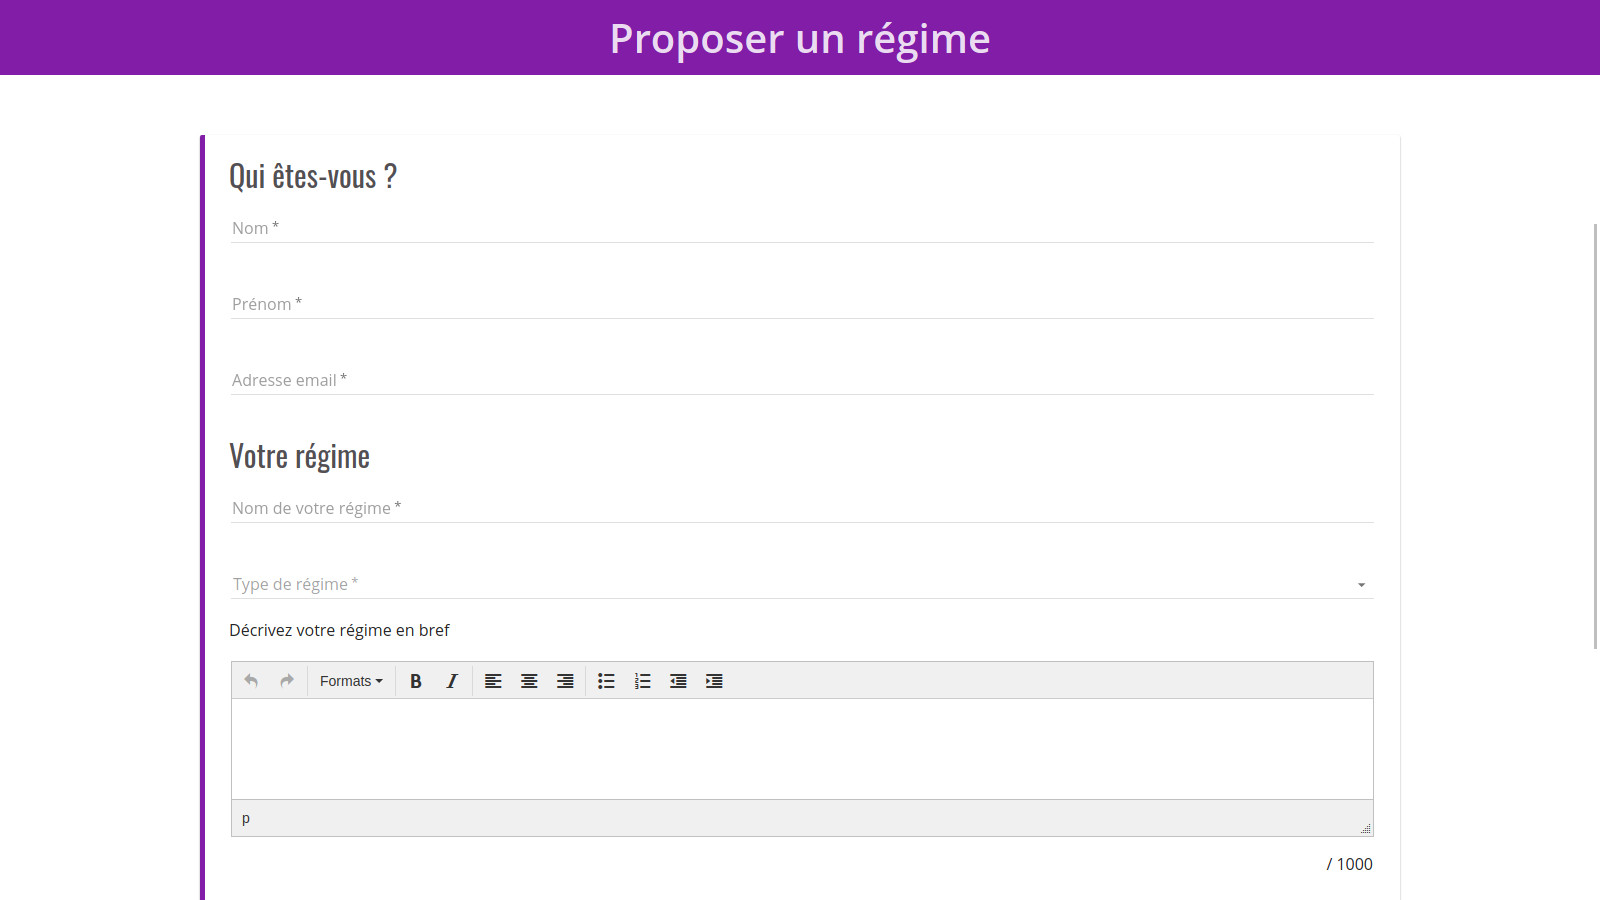 Proposer un régime
Qui êtes-vous ?
Nom *
Prénom *
Adresse email *
Votre régime
Nom de votre régime *
Type de régime *
Décrivez votre régime en bref
Formats B I
p
/ 1000